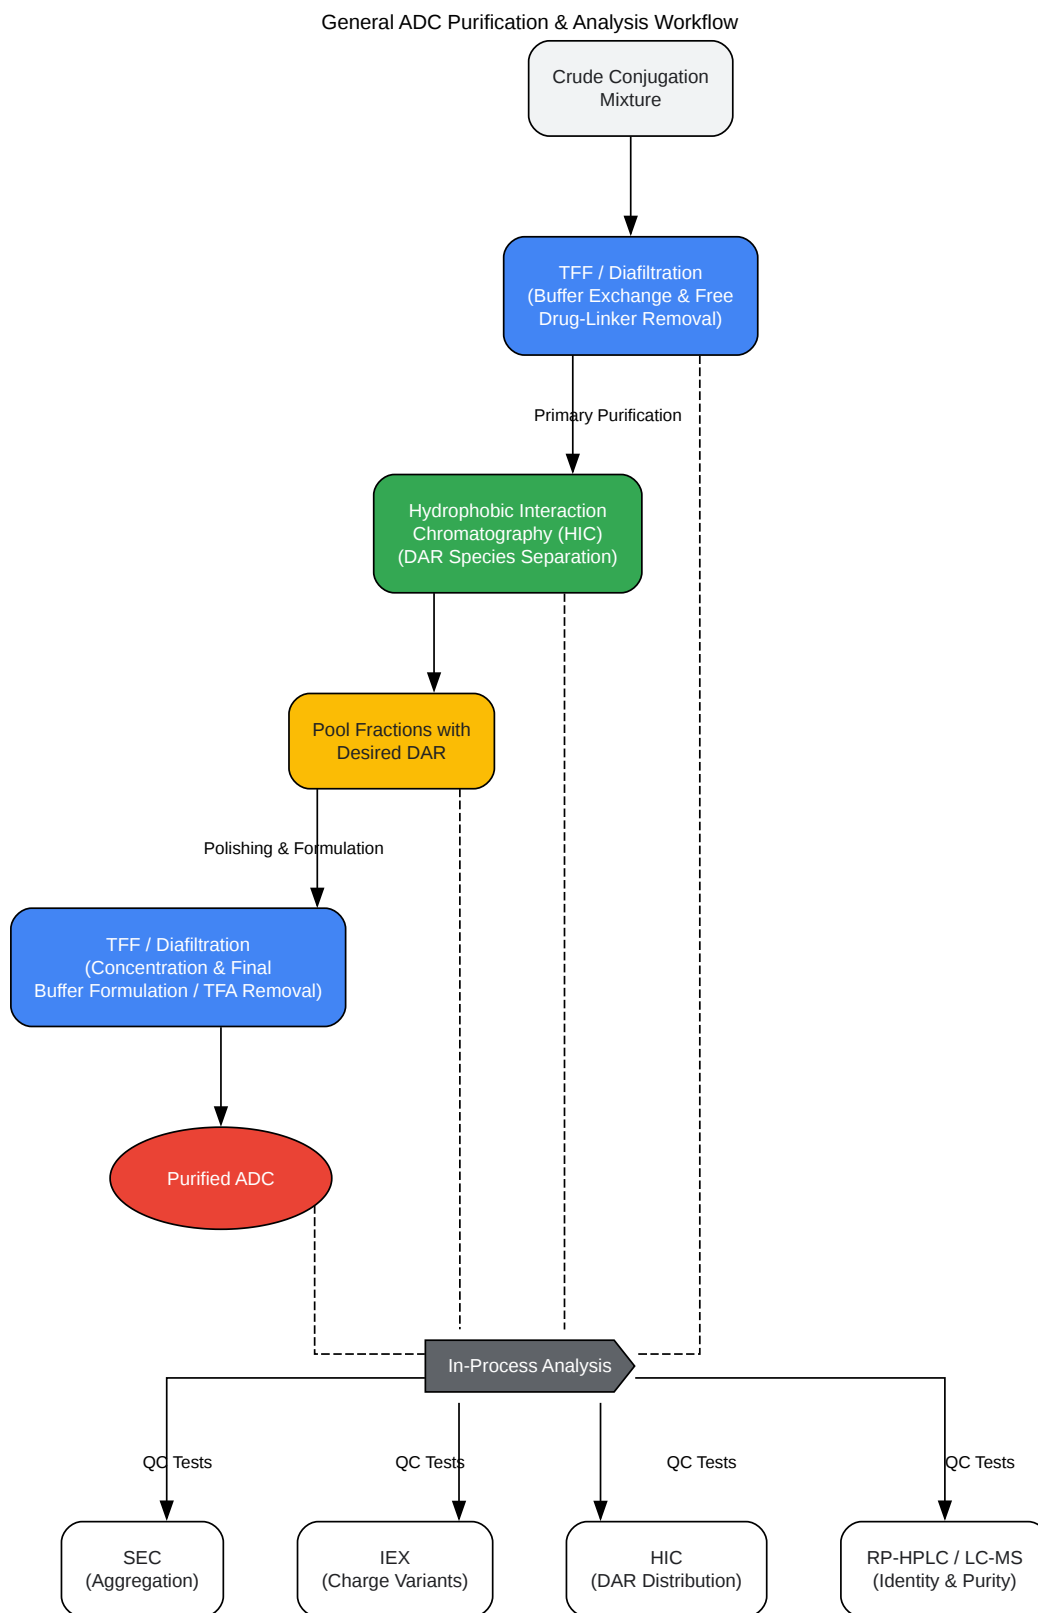 General ADC Purification & Analysis Workflow
Crude Conjugation
Mixture
TFF / Diafiltration
(Buffer Exchange & Free
Drug-Linker Removal)
Primary Purification
Hydrophobic Interaction
Chromatography (HIC)
(DAR Species Separation)
Pool Fractions with
Desired DAR
Polishing & Formulation
TFF / Diafiltration
(Concentration & Final
Buffer Formulation / TFA Removal)
Purified ADC
In-Process Analysis
QC Tests
QC Tests
QC Tests
QC Tests
SEC
(Aggregation)
IEX
(Charge Variants)
HIC
(DAR Distribution)
RP-HPLC / LC-MS
(Identity & Purity)